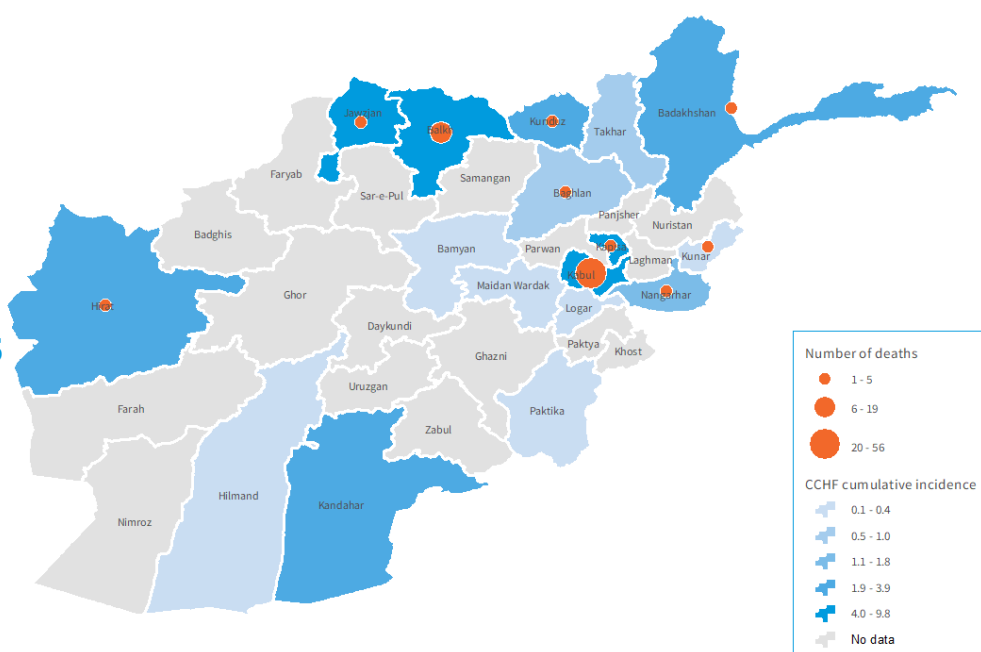 Jawzjan
Balkh
Kunduz
Takhar
Badakhshan
Faryab
Sar-e-Pul
Samangan
Baghlan
Panjsher
Nuristan
Badghis
Bamyan
Parwan
Kapisa
Laghman
Kunar
Hirat
Ghor
Maidan Wardak
Kabul
Nangarhar
Logar
Daykundi
Paktya
Khost
Ghazni
Uruzgan
Farah
Zabul
Paktika
Hilmand
Kandahar
Nimroz
Number of deaths
1 - 5
6 - 19
20 - 56
CCHF cumulative incidence
0.1 - 0.4
0.5 - 1.0
1.1 - 1.8
1.9 - 3.9
4.0 - 9.8
No data